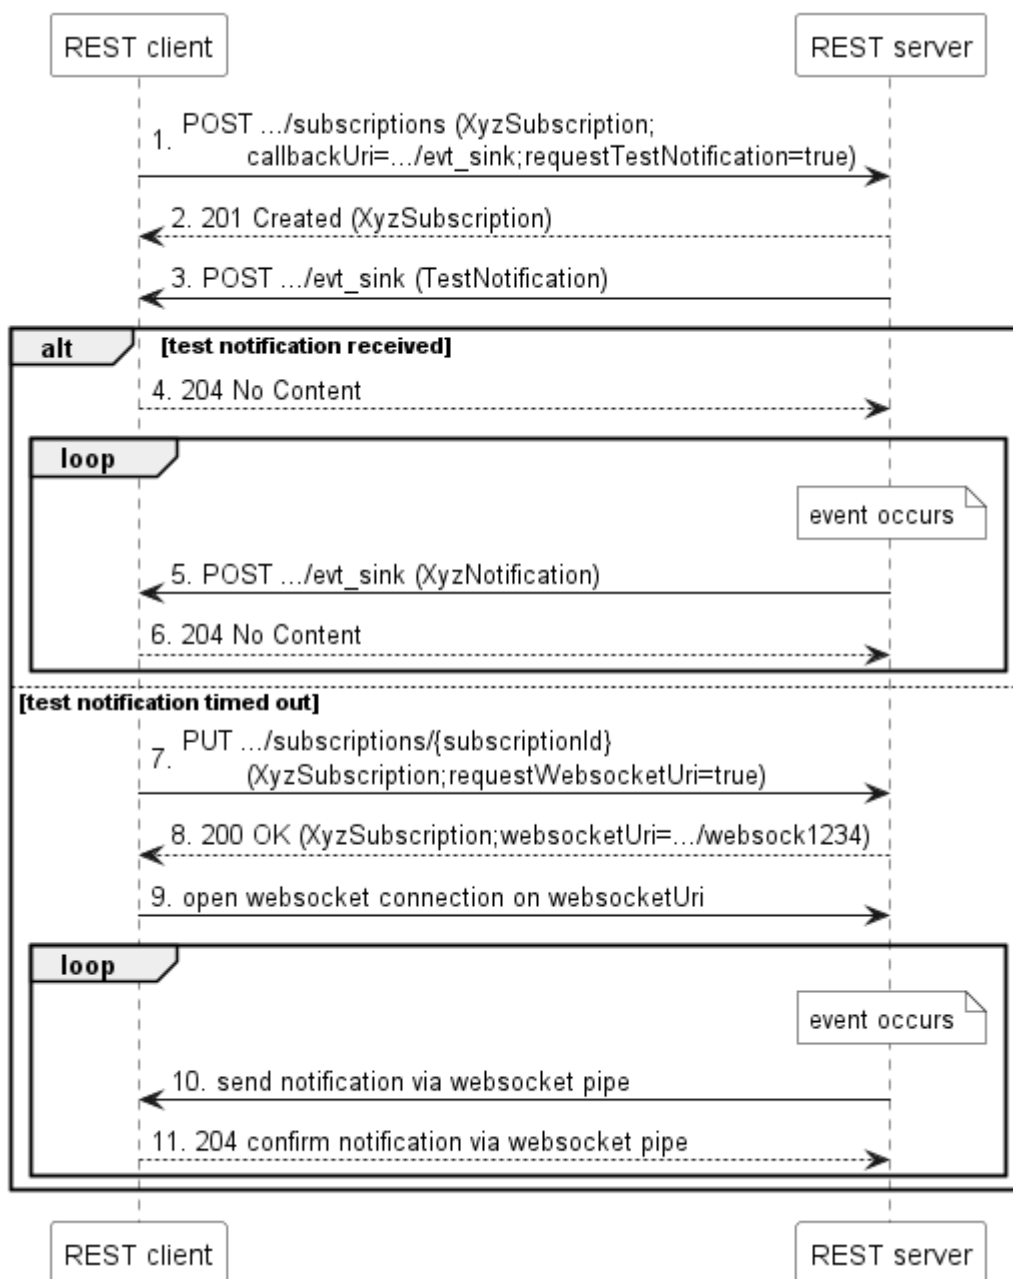 REST client
REST server
1. POST .../subscriptions (XyzSubscription;
callbackUri=.../evt_sink;requestTestNotification=true)
2. 201 Created (XyzSubscription)
3. POST .../evt_sink (TestNotification)
alt
[test notification received]
4. 204 No Content
loop
event occurs
5. POST .../evt_sink (XyzNotification)
6. 204 No Content
[test notification timed out]
7. PUT .../subscriptions/{subscriptionId}
(XyzSubscription;requestWebsocketUri=true)
8. 200 OK (XyzSubscription;websocketUri=.../websock1234)
9. open websocket connection on websocketUri
loop
event occurs
10. send notification via websocket pipe
11. 204 confirm notification via websocket pipe
REST client
REST server